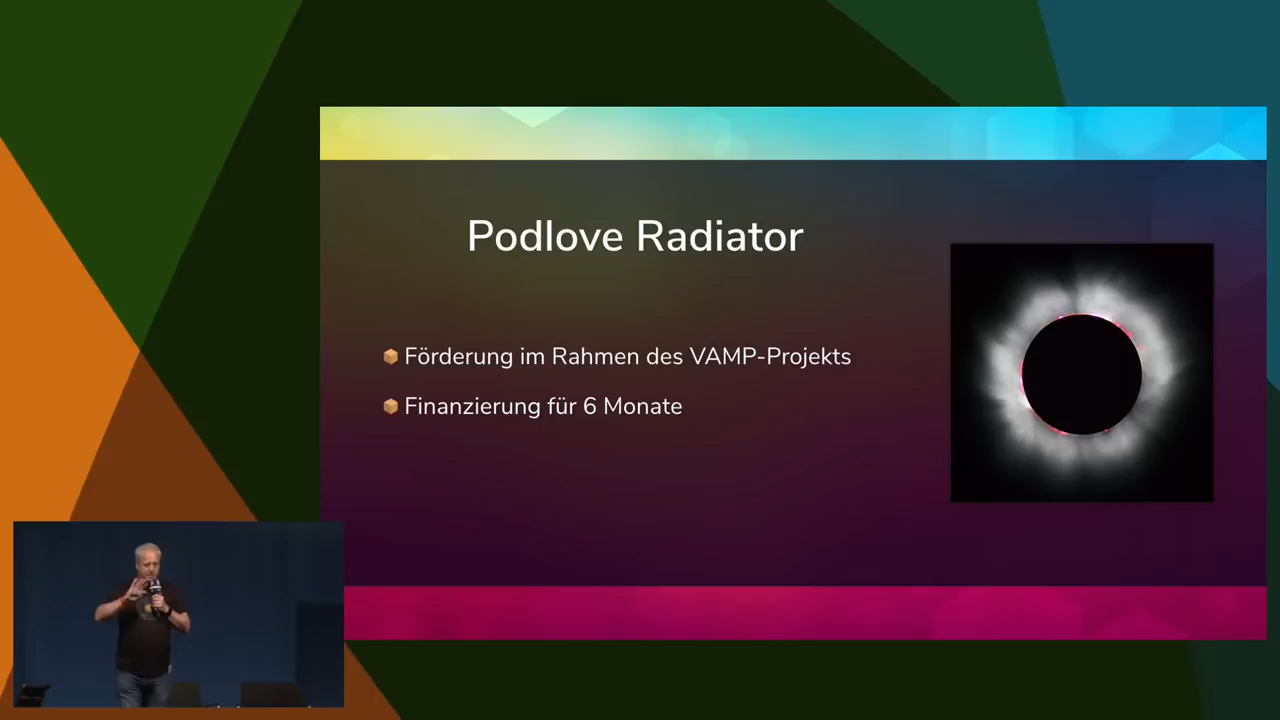 Podlove Radiator
Förderung im Rahmen des VAMP-Projekts
Finanzierung für 6 Monate